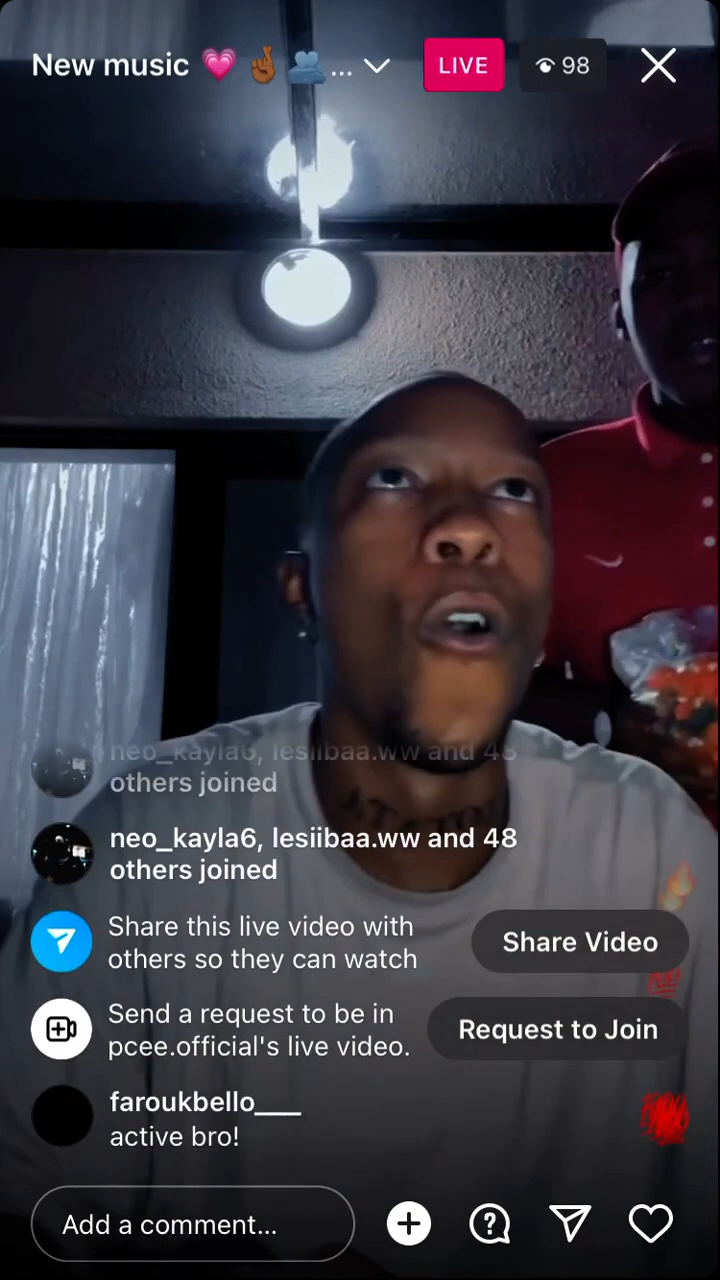 New music 💗 🤞🏾 🫂...
LIVE
98
neo_kayla6, lesiibaa.ww and 48
others joined
neo_kayla6, lesiibaa.ww and 48
others joined
Share this live video with
others so they can watch
Share Video
Send a request to be in
pcee.official's live video.
Request to Join
faroukbello___
active bro!
Add a comment...